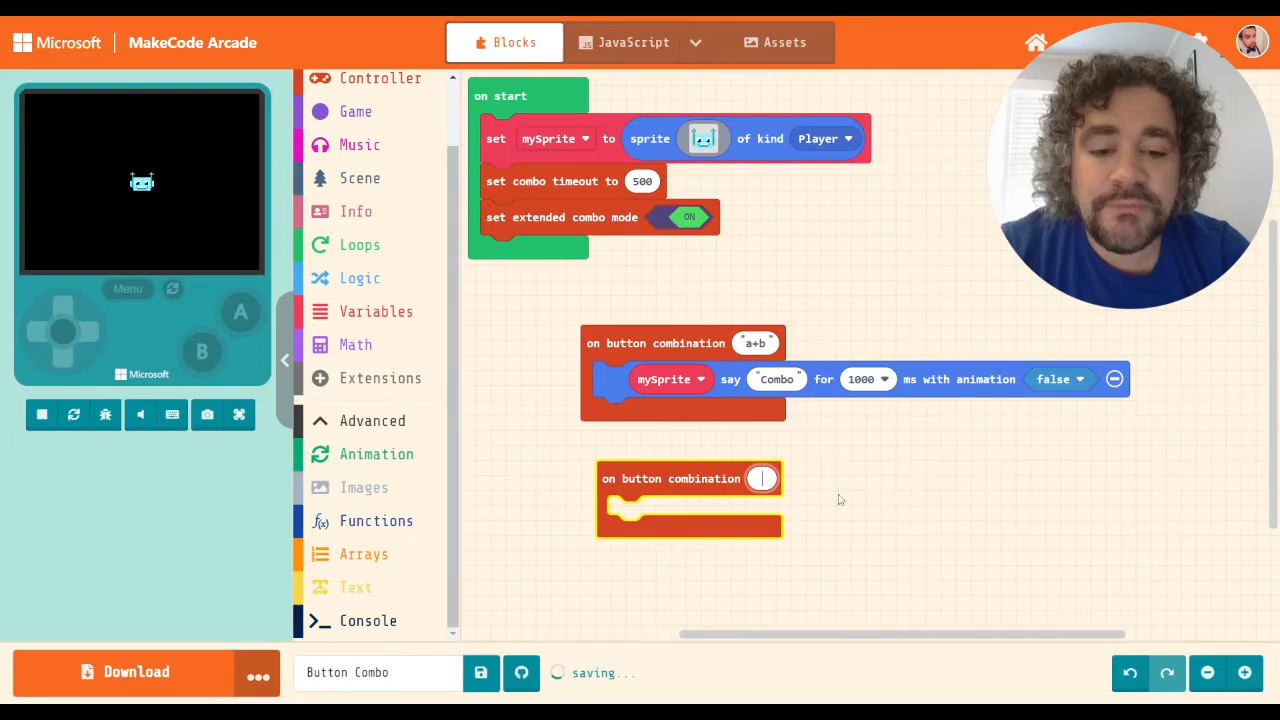 Microsoft | MakeCode Arcade
Blocks
JavaScript
Assets
Menu
A
B
Microsoft
Controller
Game
Music
Scene
Info
Loops
Logic
Variables
Math
Extensions
Advanced
Animation
Images
Functions
Arrays
Text
Console
on start
set mySprite to sprite of kind Player
set combo timeout to 500
set extended combo mode ON
on button combination "a+b"
mySprite say "Combo" for 1000 ms with animation false
on button combination
Download
Button Combo
saving...